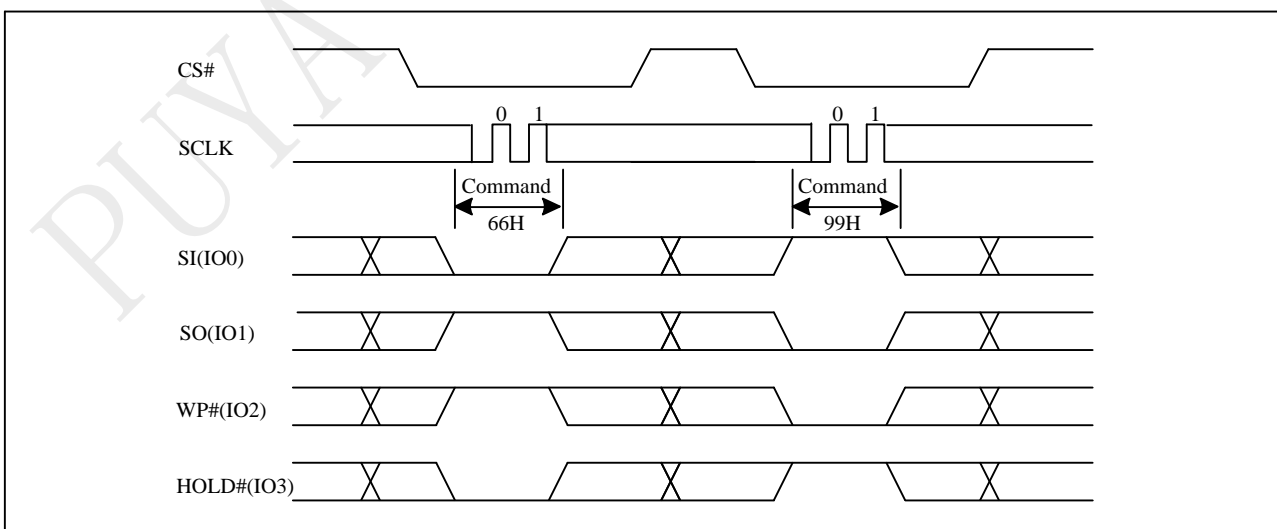 PUYA
CS#
0 1 0 1
SCLK
Command Command
66H 99H
SI(IO0)
SO(IO1)
WP#(IO2)
HOLD#(IO3)